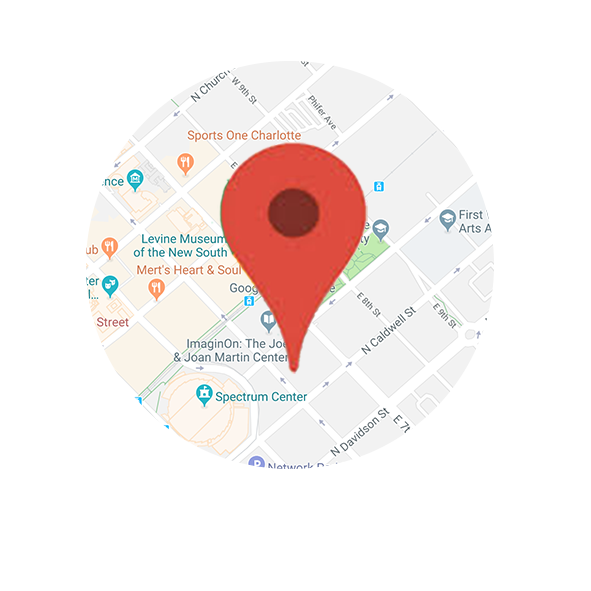 N Church
W 9th St
Phifer Ave
Sports One Charlotte
nce
First
Arts A
Levine Museum
of the New South
ub
Mert's Heart & Soul
ter
l...
Goog
E 8th St
E 9th St
N Caldwell St
Street
ImaginOn: The Joe
& Joan Martin Center
Spectrum Center
N Davidson St
E 7t
Network